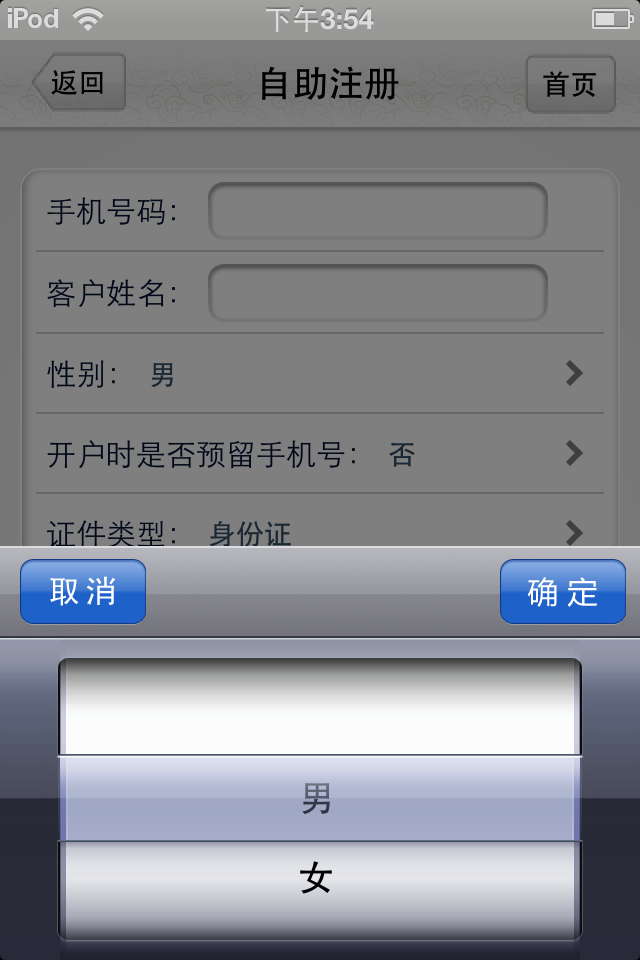 iPod 下午3:54
返回 自助注册 首页
手机号码：
客户姓名：
性别： 男
开户时是否预留手机号： 否
证件类型： 身份证
取消 确定
男
女